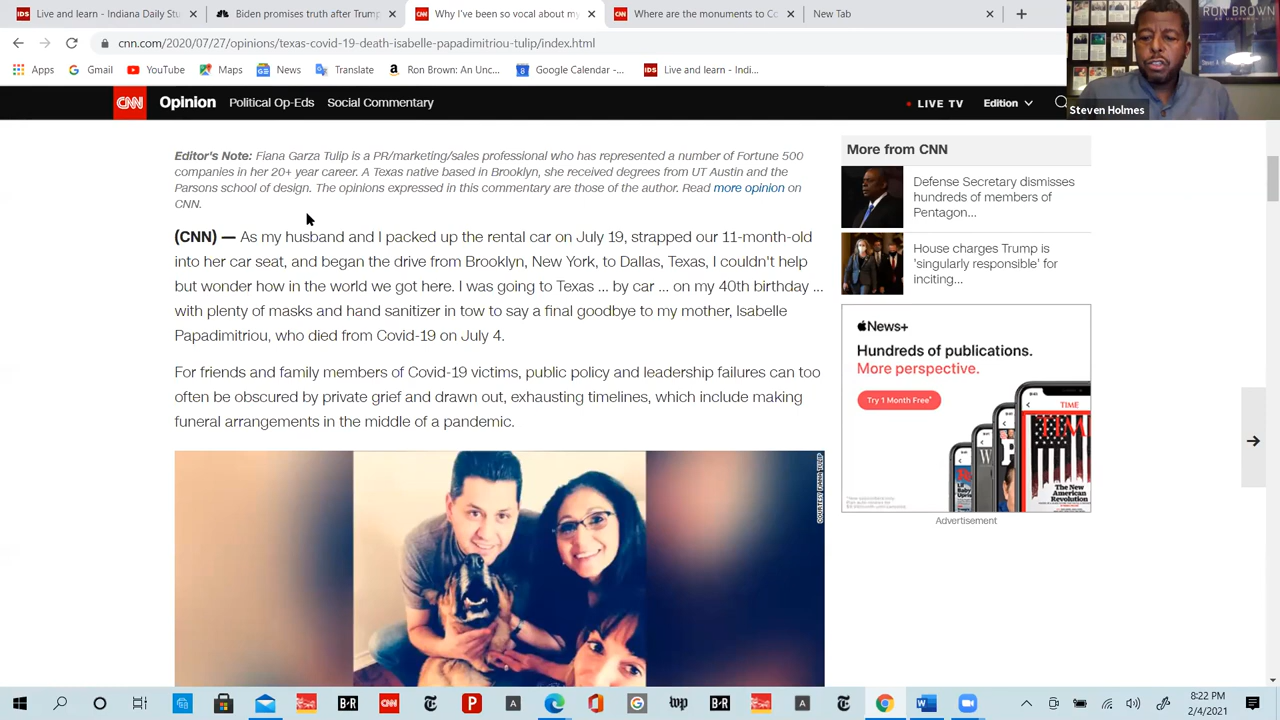 Live and learn - Indiana Daily Stu
Biden promises truth after Trum
Why I've been so vocal about m
Where are the monuments to Co
New Tab
RON BROWN
cnn.com/2020/07/27/opinions/texas-covid-19-death-isabelle-papadimitriou-tulip/index.html
Apps
Gmail
YouTube
Maps
News
Translate
Ron Brown-An Unc...
Google Calendar -...
Live and learn - Indi...
Steven Holmes
CNN
Opinion
Political Op-Eds
Social Commentary
LIVE TV
Edition
Editor's Note: Fiana Garza Tulip is a PR/marketing/sales professional who has represented a number of Fortune 500
companies in her 20+ year career. A Texas native based in Brooklyn, she received degrees from UT Austin and the
Parsons school of design. The opinions expressed in this commentary are those of the author. Read more opinion on
CNN.
(CNN) — As my husband and I packed up the rental car on July 19, strapped our 11-month-old
into her car seat, and began the drive from Brooklyn, New York, to Dallas, Texas, I couldn't help
but wonder how in the world we got here. I was going to Texas ... by car ... on my 40th birthday ...
with plenty of masks and hand sanitizer in tow to say a final goodbye to my mother, Isabelle
Papadimitriou, who died from Covid-19 on July 4.
For friends and family members of Covid-19 victims, public policy and leadership failures can too
often be obscured by private grief and drawn out, exhausting timelines, which include making
funeral arrangements in the middle of a pandemic.
COURTESY FIANA TULIP
More from CNN
Defense Secretary dismisses
hundreds of members of
Pentagon...
House charges Trump is
'singularly responsible' for
inciting...
News+
Hundreds of publications.
More perspective.
Try 1 Month Free*
TIME
The New
American
Revolution
Advertisement
B·R
CNN
wp
B·R
8:22 PM
2/4/2021